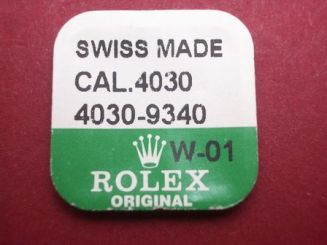 SWISS MADE
CAL.4030
4030-9340
W-01
ROLEX
ORIGINAL